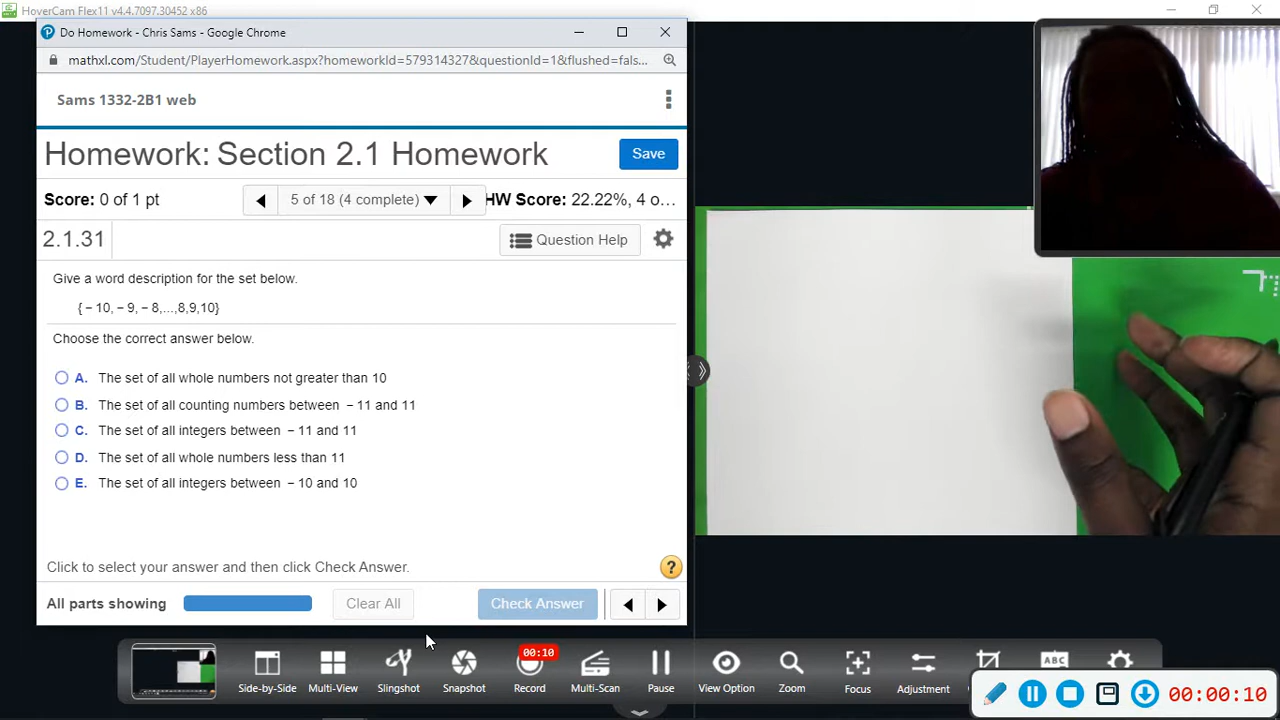 HoverCam Flex11 v4.4.7097.30452 x86
Do Homework - Chris Sams - Google Chrome
mathxl.com/Student/PlayerHomework.aspx?homeworkId=579314327&questionId=1&flushed=fals...
Sams 1332-2B1 web
Homework: Section 2.1 Homework
Save
Score: 0 of 1 pt
5 of 18 (4 complete)
HW Score: 22.22%, 4 o...
2.1.31
Question Help
Give a word description for the set below.
{ − 10, − 9, − 8,...,8,9,10}
Choose the correct answer below.
A. The set of all whole numbers not greater than 10
B. The set of all counting numbers between − 11 and 11
C. The set of all integers between − 11 and 11
D. The set of all whole numbers less than 11
E. The set of all integers between − 10 and 10
Click to select your answer and then click Check Answer.
?
All parts showing
Clear All
Check Answer
00:10
ABC
Side-by-Side
Multi-View
Slingshot
Snapshot
Record
Multi-Scan
Pause
View Option
Zoom
Focus
Adjustment
00:00:10